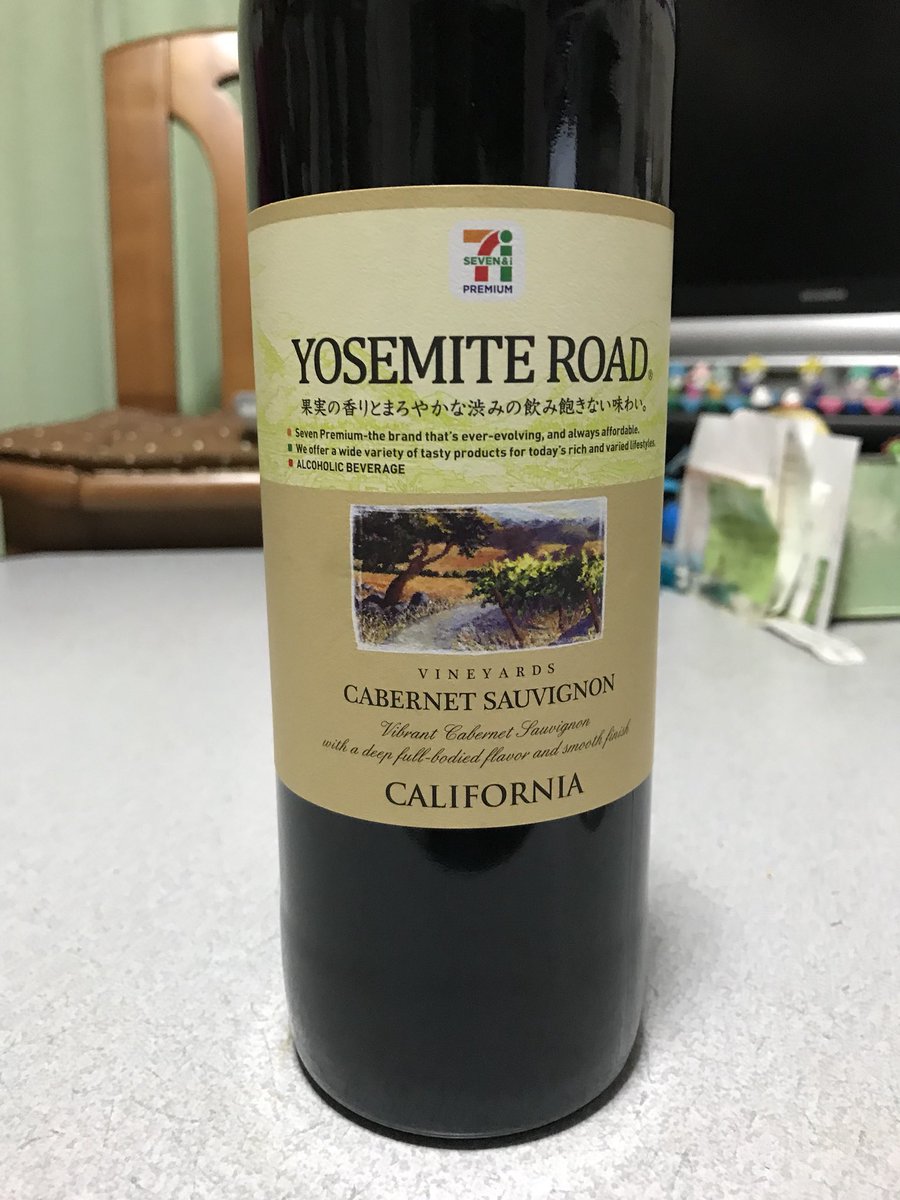 SEVEN&i
PREMIUM
YOSEMITE ROAD®
果実の香りとまろやかな渋みの飲み飽きない味わい。
Seven Premium-the brand that's ever-evolving, and always affordable.
We offer a wide variety of tasty products for today's rich and varied lifestyles.
ALCOHOLIC BEVERAGE
VINEYARDS
CABERNET SAUVIGNON
Vibrant Cabernet Sauvignon
with a deep full-bodied flavor and smooth finish
CALIFORNIA